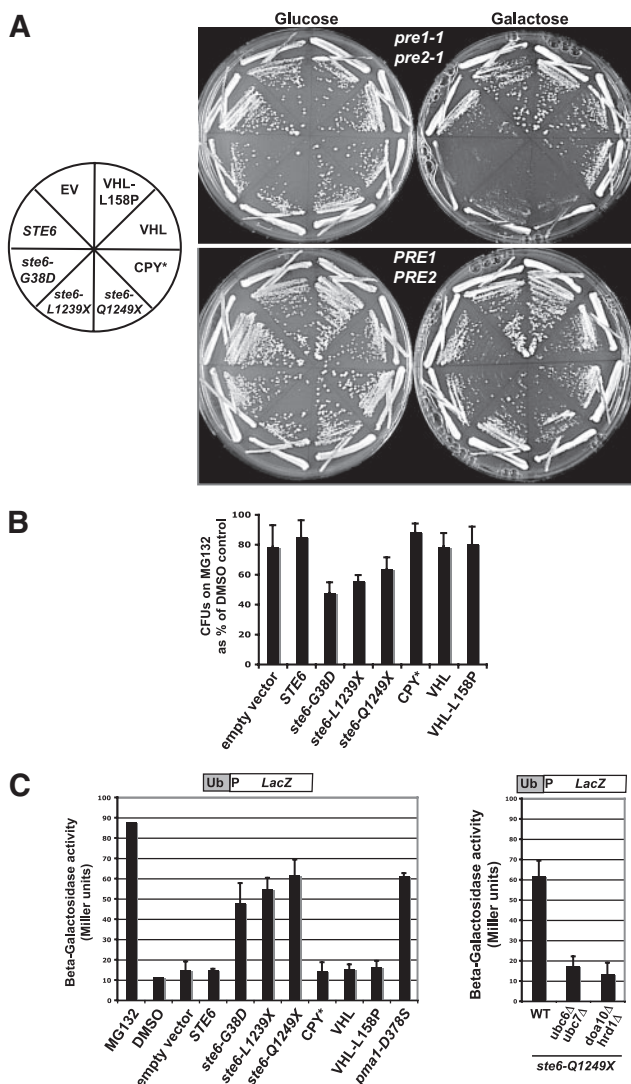 A
Glucose
Galactose
pre1-1
pre2-1
EV
VHL-
L158P
STE6
VHL
ste6-
G38D
CPY*
ste6-
L1239X
ste6-
Q1249X
PRE1
PRE2
B
CFUs on MG132
as % of DMSO control
100
80
60
40
20
0
empty vector
STE6
ste6-G38D
ste6-L1239X
ste6-Q1249X
CPY*
VHL
VHL-L158P
C
Ub P LacZ
Beta-Galactosidase activity
(Miller units)
100
90
80
70
60
50
40
30
20
10
0
MG132
DMSO
empty vector
STE6
ste6-G38D
ste6-L1239X
ste6-Q1249X
CPY*
VHL
VHL-L158P
pma1-D378S
Ub P LacZ
Beta-Galactosidase activity
(Miller units)
100
90
80
70
60
50
40
30
20
10
0
WT
ubc6Δ
ubc7Δ
doa10Δ
hrd1Δ
ste6-Q1249X